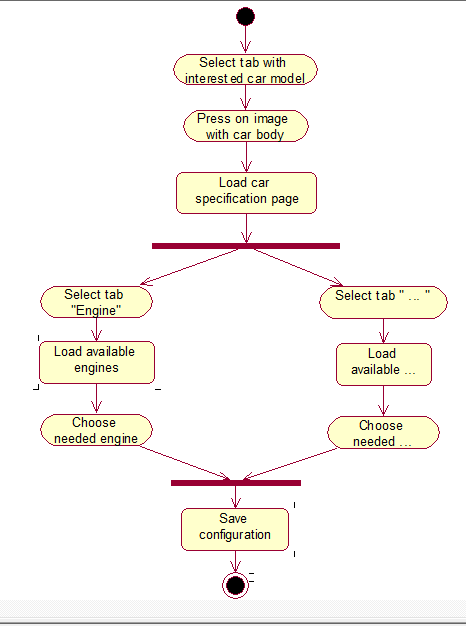 Select tab with
interested car model
Press on image
with car body
Load car
specification page
Select tab
"Engine"
Select tab " ... "
Load available
engines
Load
available ...
Choose
needed engine
Choose
needed ...
Save
configuration